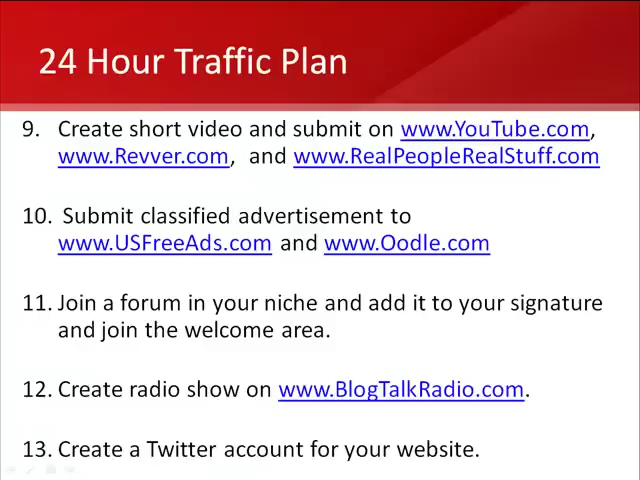 24 Hour Traffic Plan
9. Create short video and submit on www.YouTube.com,
www.Revver.com, and www.RealPeopleRealStuff.com
10. Submit classified advertisement to
www.USFreeAds.com and www.Oodle.com
11. Join a forum in your niche and add it to your signature
and join the welcome area.
12. Create radio show on www.BlogTalkRadio.com.
13. Create a Twitter account for your website.